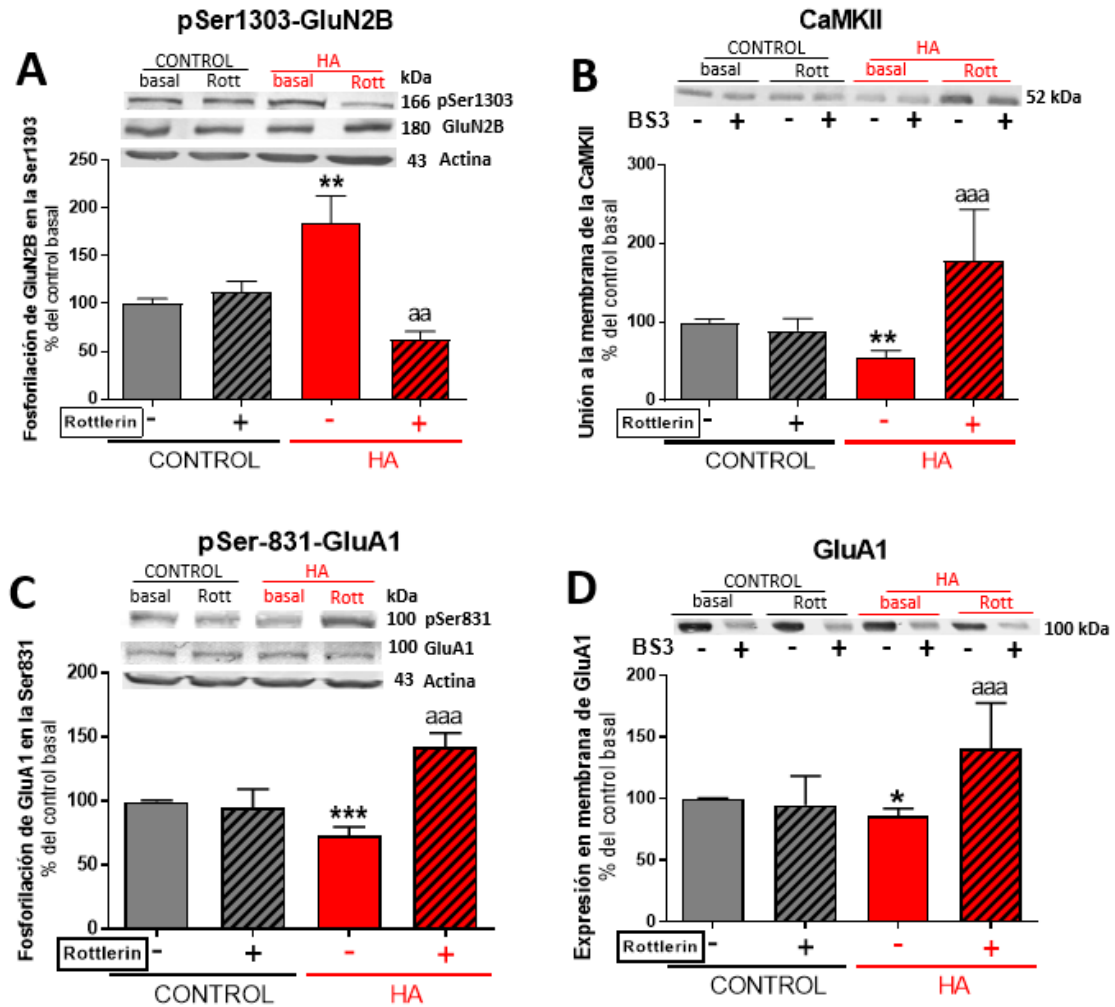 pSer1303-GluN2B
A
CONTROL HA
basal Rott basal Rott kDa
166 pSer1303
180 GluN2B
43 Actina
Fosforilación de GluN2B en la Ser1303
% del control basal
250
200
150
100
50
0
**
aa
Rottlerin - + - +
CONTROL HA
CaMKII
B
CONTROL HA
basal Rott basal Rott
52 kDa
BS3 - + - + - + - +
Unión a la membrana de la CaMKII
% del control basal
300
200
100
0
**
aaa
Rottlerin - + - +
CONTROL HA
pSer-831-GluA1
C
CONTROL HA
basal Rott basal Rott kDa
100 pSer831
100 GluA1
43 Actina
Fosforilación de GluA1 en la Ser831
% del control basal
200
150
100
50
0
***
aaa
Rottlerin - + - +
CONTROL HA
GluA1
D
CONTROL HA
basal Rott basal Rott
100 kDa
BS3 - + - + - + - +
Expresión en membrana de GluA1
% del control basal
200
150
100
50
0
*
aaa
Rottlerin - + - +
CONTROL HA